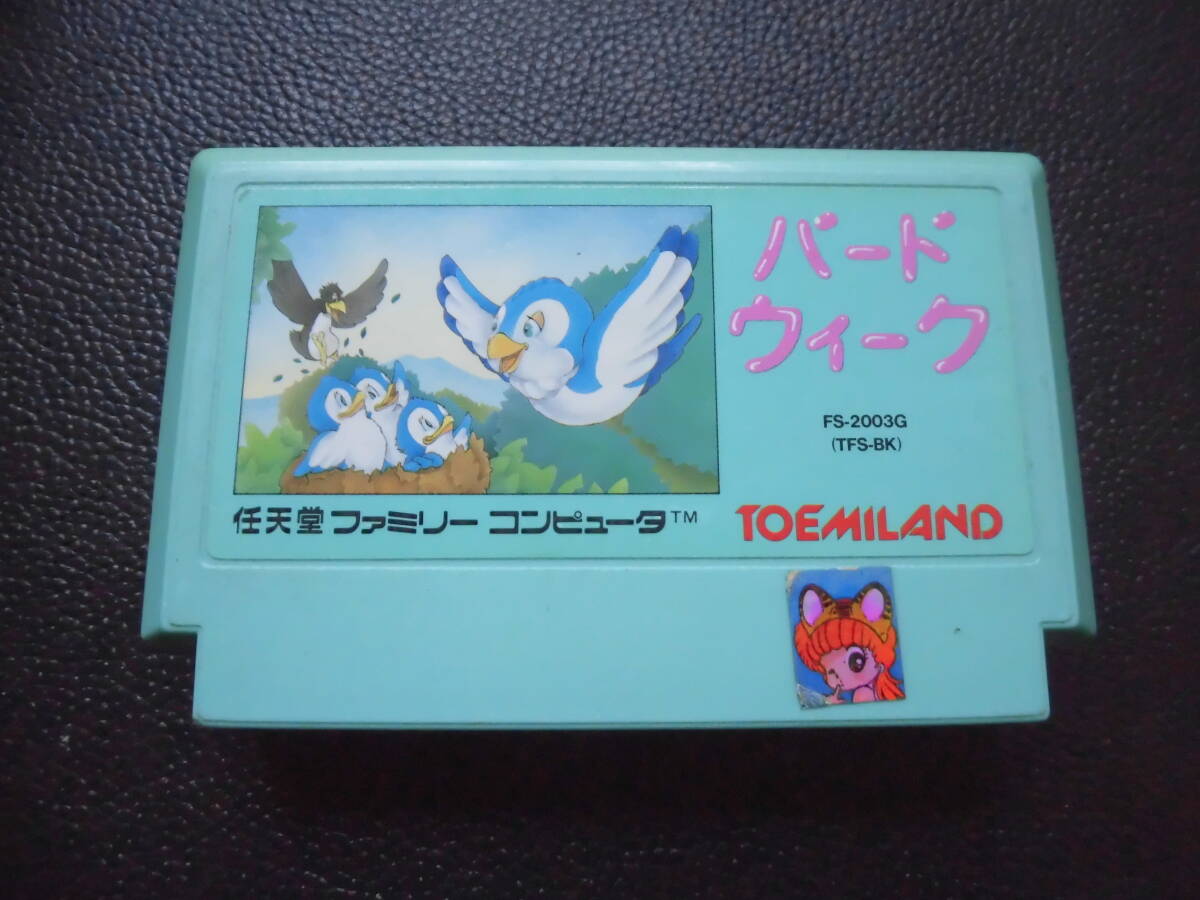 バード
ウィーク
FS-2003G
(TFS-BK)
任天堂 ファミリー コンピュータ™
TOEMILAND